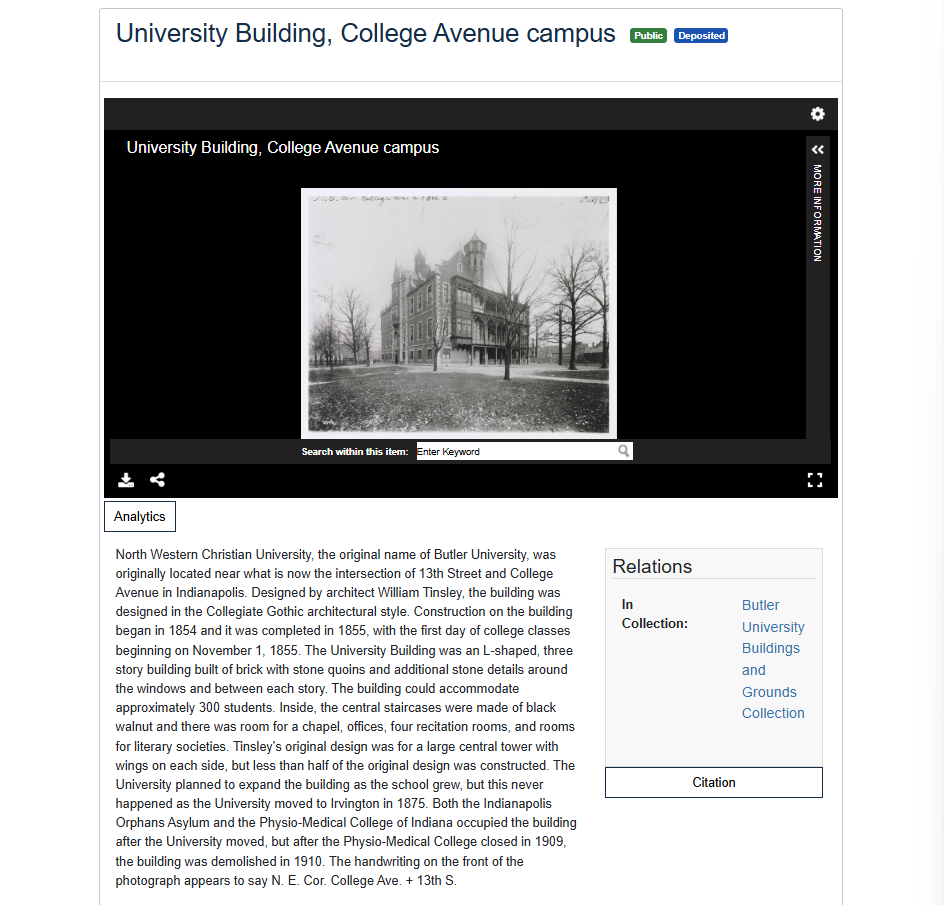 University Building, College Avenue campus Public Deposited
University Building, College Avenue campus
MORE INFORMATION
Search within this item: Enter Keyword
Analytics
North Western Christian University, the original name of Butler University, was
originally located near what is now the intersection of 13th Street and College
Avenue in Indianapolis. Designed by architect William Tinsley, the building was
designed in the Collegiate Gothic architectural style. Construction on the building
began in 1854 and it was completed in 1855, with the first day of college classes
beginning on November 1, 1855. The University Building was an L-shaped, three
story building built of brick with stone quoins and additional stone details around
the windows and between each story. The building could accommodate
approximately 300 students. Inside, the central staircases were made of black
walnut and there was room for a chapel, offices, four recitation rooms, and rooms
for literary societies. Tinsley's original design was for a large central tower with
wings on each side, but less than half of the original design was constructed. The
University planned to expand the building as the school grew, but this never
happened as the University moved to Irvington in 1875. Both the Indianapolis
Orphans Asylum and the Physio-Medical College of Indiana occupied the building
after the University moved, but after the Physio-Medical College closed in 1909,
the building was demolished in 1910. The handwriting on the front of the
photograph appears to say N. E. Cor. College Ave. + 13th S.
Relations
In
Collection:
Butler
University
Buildings
and
Grounds
Collection
Citation